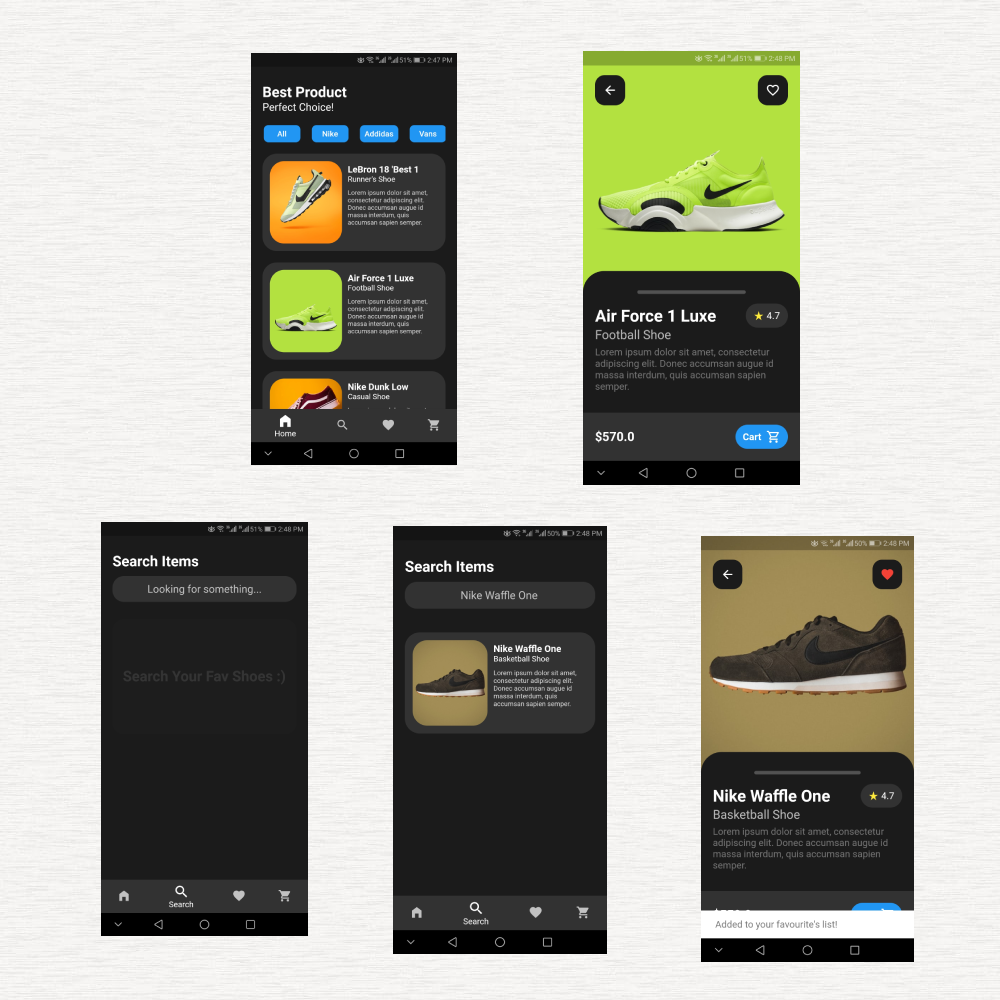 51% 2:47 PM
Best Product
Perfect Choice!
All Nike Addidas Vans
LeBron 18 'Best 1
Runner's Shoe
Lorem ipsum dolor sit amet,
consectetur adipiscing elit.
Donec accumsan augue id
massa interdum, quis
accumsan sapien semper.
Air Force 1 Luxe
Football Shoe
Lorem ipsum dolor sit amet,
consectetur adipiscing elit.
Donec accumsan augue id
massa interdum, quis
accumsan sapien semper.
Nike Dunk Low
Casual Shoe
Home
51% 2:48 PM
Air Force 1 Luxe
4.7
Football Shoe
Lorem ipsum dolor sit amet, consectetur
adipiscing elit. Donec accumsan augue id
massa interdum, quis accumsan sapien
semper.
$570.0
Cart
51% 2:48 PM
Search Items
Looking for something...
Search Your Fav Shoes :)
Search
50% 2:48 PM
Search Items
Nike Waffle One
Nike Waffle One
Basketball Shoe
Lorem ipsum dolor sit amet,
consectetur adipiscing elit.
Donec accumsan augue id
massa interdum, quis
accumsan sapien semper.
Search
50% 2:48 PM
Nike Waffle One
4.7
Basketball Shoe
Lorem ipsum dolor sit amet, consectetur
adipiscing elit. Donec accumsan augue id
massa interdum, quis accumsan sapien
semper.
Added to your favourite's list!